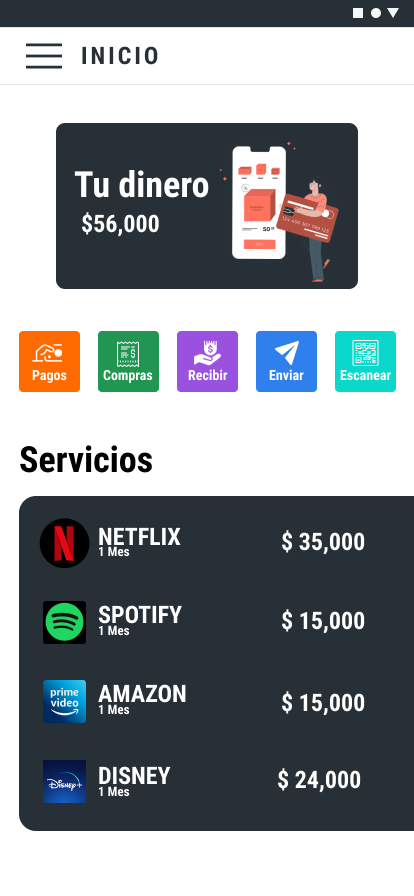 INICIO
Tu dinero
$56,000
Pagos
Compras
Recibir
Enviar
Escanear
Servicios
NETFLIX
1 Mes
$ 35,000
SPOTIFY
1 Mes
$ 15,000
prime
video
AMAZON
1 Mes
$ 15,000
Disney+
DISNEY
1 Mes
$ 24,000